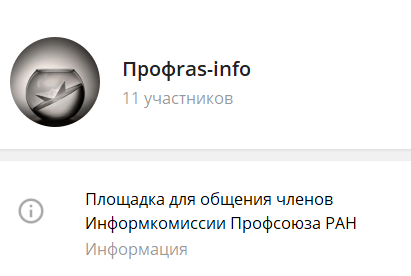 Профras-info
11 участников
Площадка для общения членов
Информкомиссии Профсоюза РАН
Информация